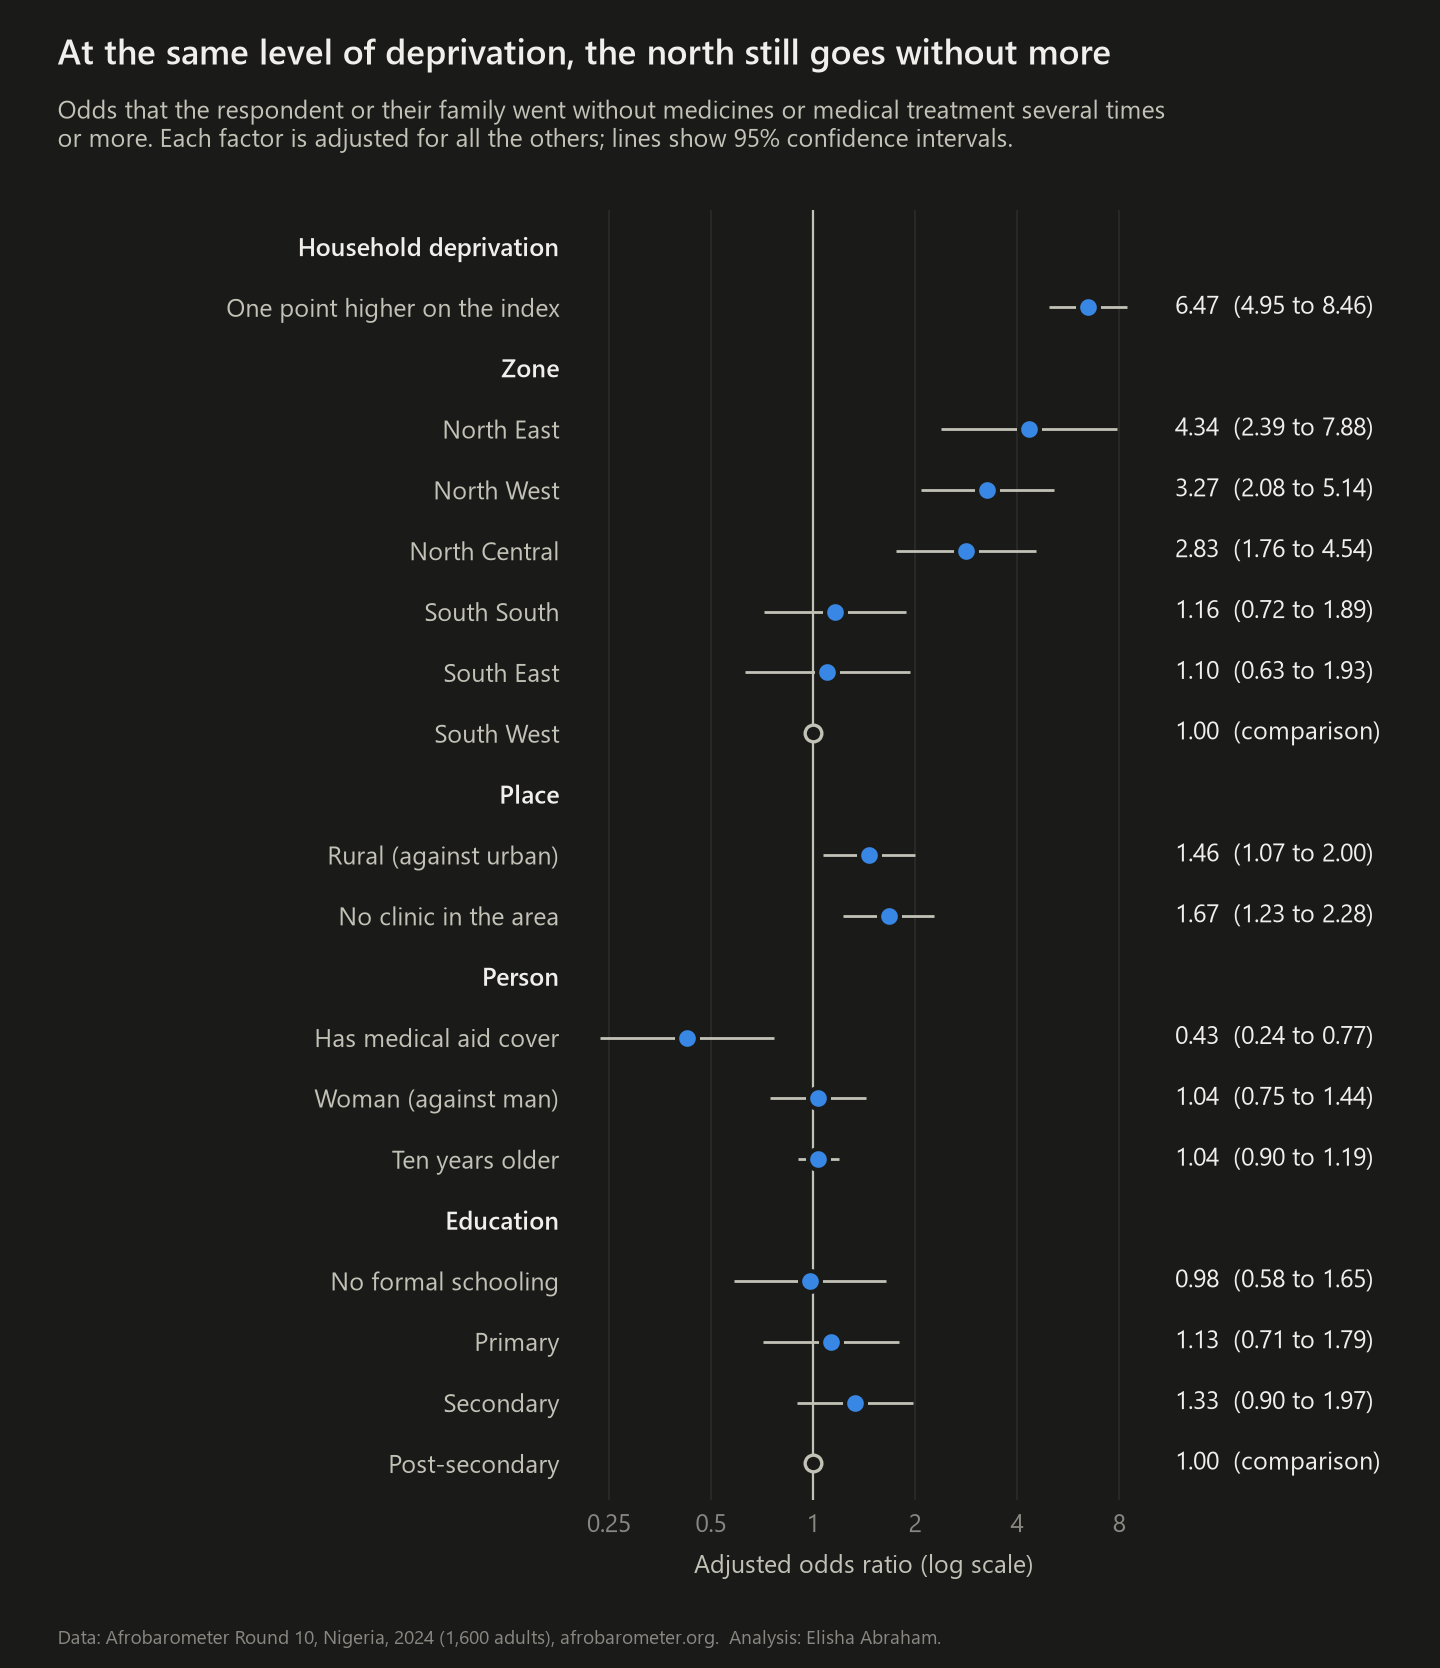 At the same level of deprivation, the north still goes without more
Odds that the respondent or their family went without medicines or medical treatment several times
or more. Each factor is adjusted for all the others; lines show 95% confidence intervals.
Household deprivation
One point higher on the index 6.47 (4.95 to 8.46)
Zone
North East 4.34 (2.39 to 7.88)
North West 3.27 (2.08 to 5.14)
North Central 2.83 (1.76 to 4.54)
South South 1.16 (0.72 to 1.89)
South East 1.10 (0.63 to 1.93)
South West 1.00 (comparison)
Place
Rural (against urban) 1.46 (1.07 to 2.00)
No clinic in the area 1.67 (1.23 to 2.28)
Person
Has medical aid cover 0.43 (0.24 to 0.77)
Woman (against man) 1.04 (0.75 to 1.44)
Ten years older 1.04 (0.90 to 1.19)
Education
No formal schooling 0.98 (0.58 to 1.65)
Primary 1.13 (0.71 to 1.79)
Secondary 1.33 (0.90 to 1.97)
Post-secondary 1.00 (comparison)
0.25 0.5 1 2 4 8
Adjusted odds ratio (log scale)
Data: Afrobarometer Round 10, Nigeria, 2024 (1,600 adults), afrobarometer.org. Analysis: Elisha Abraham.